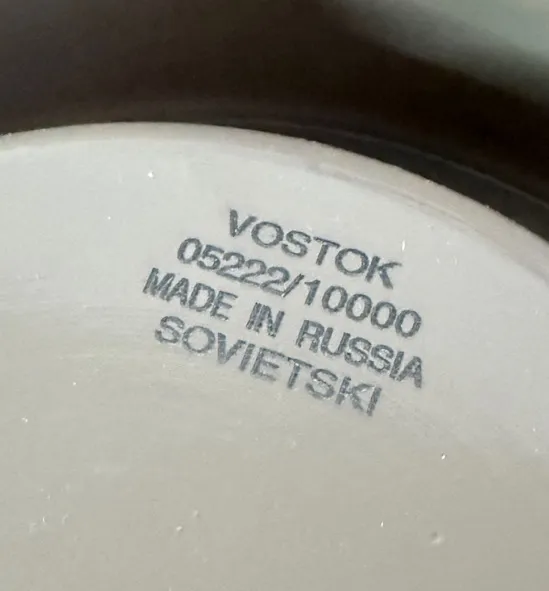 VOSTOK
05222/10000
MADE IN RUSSIA
SOVIETSKI